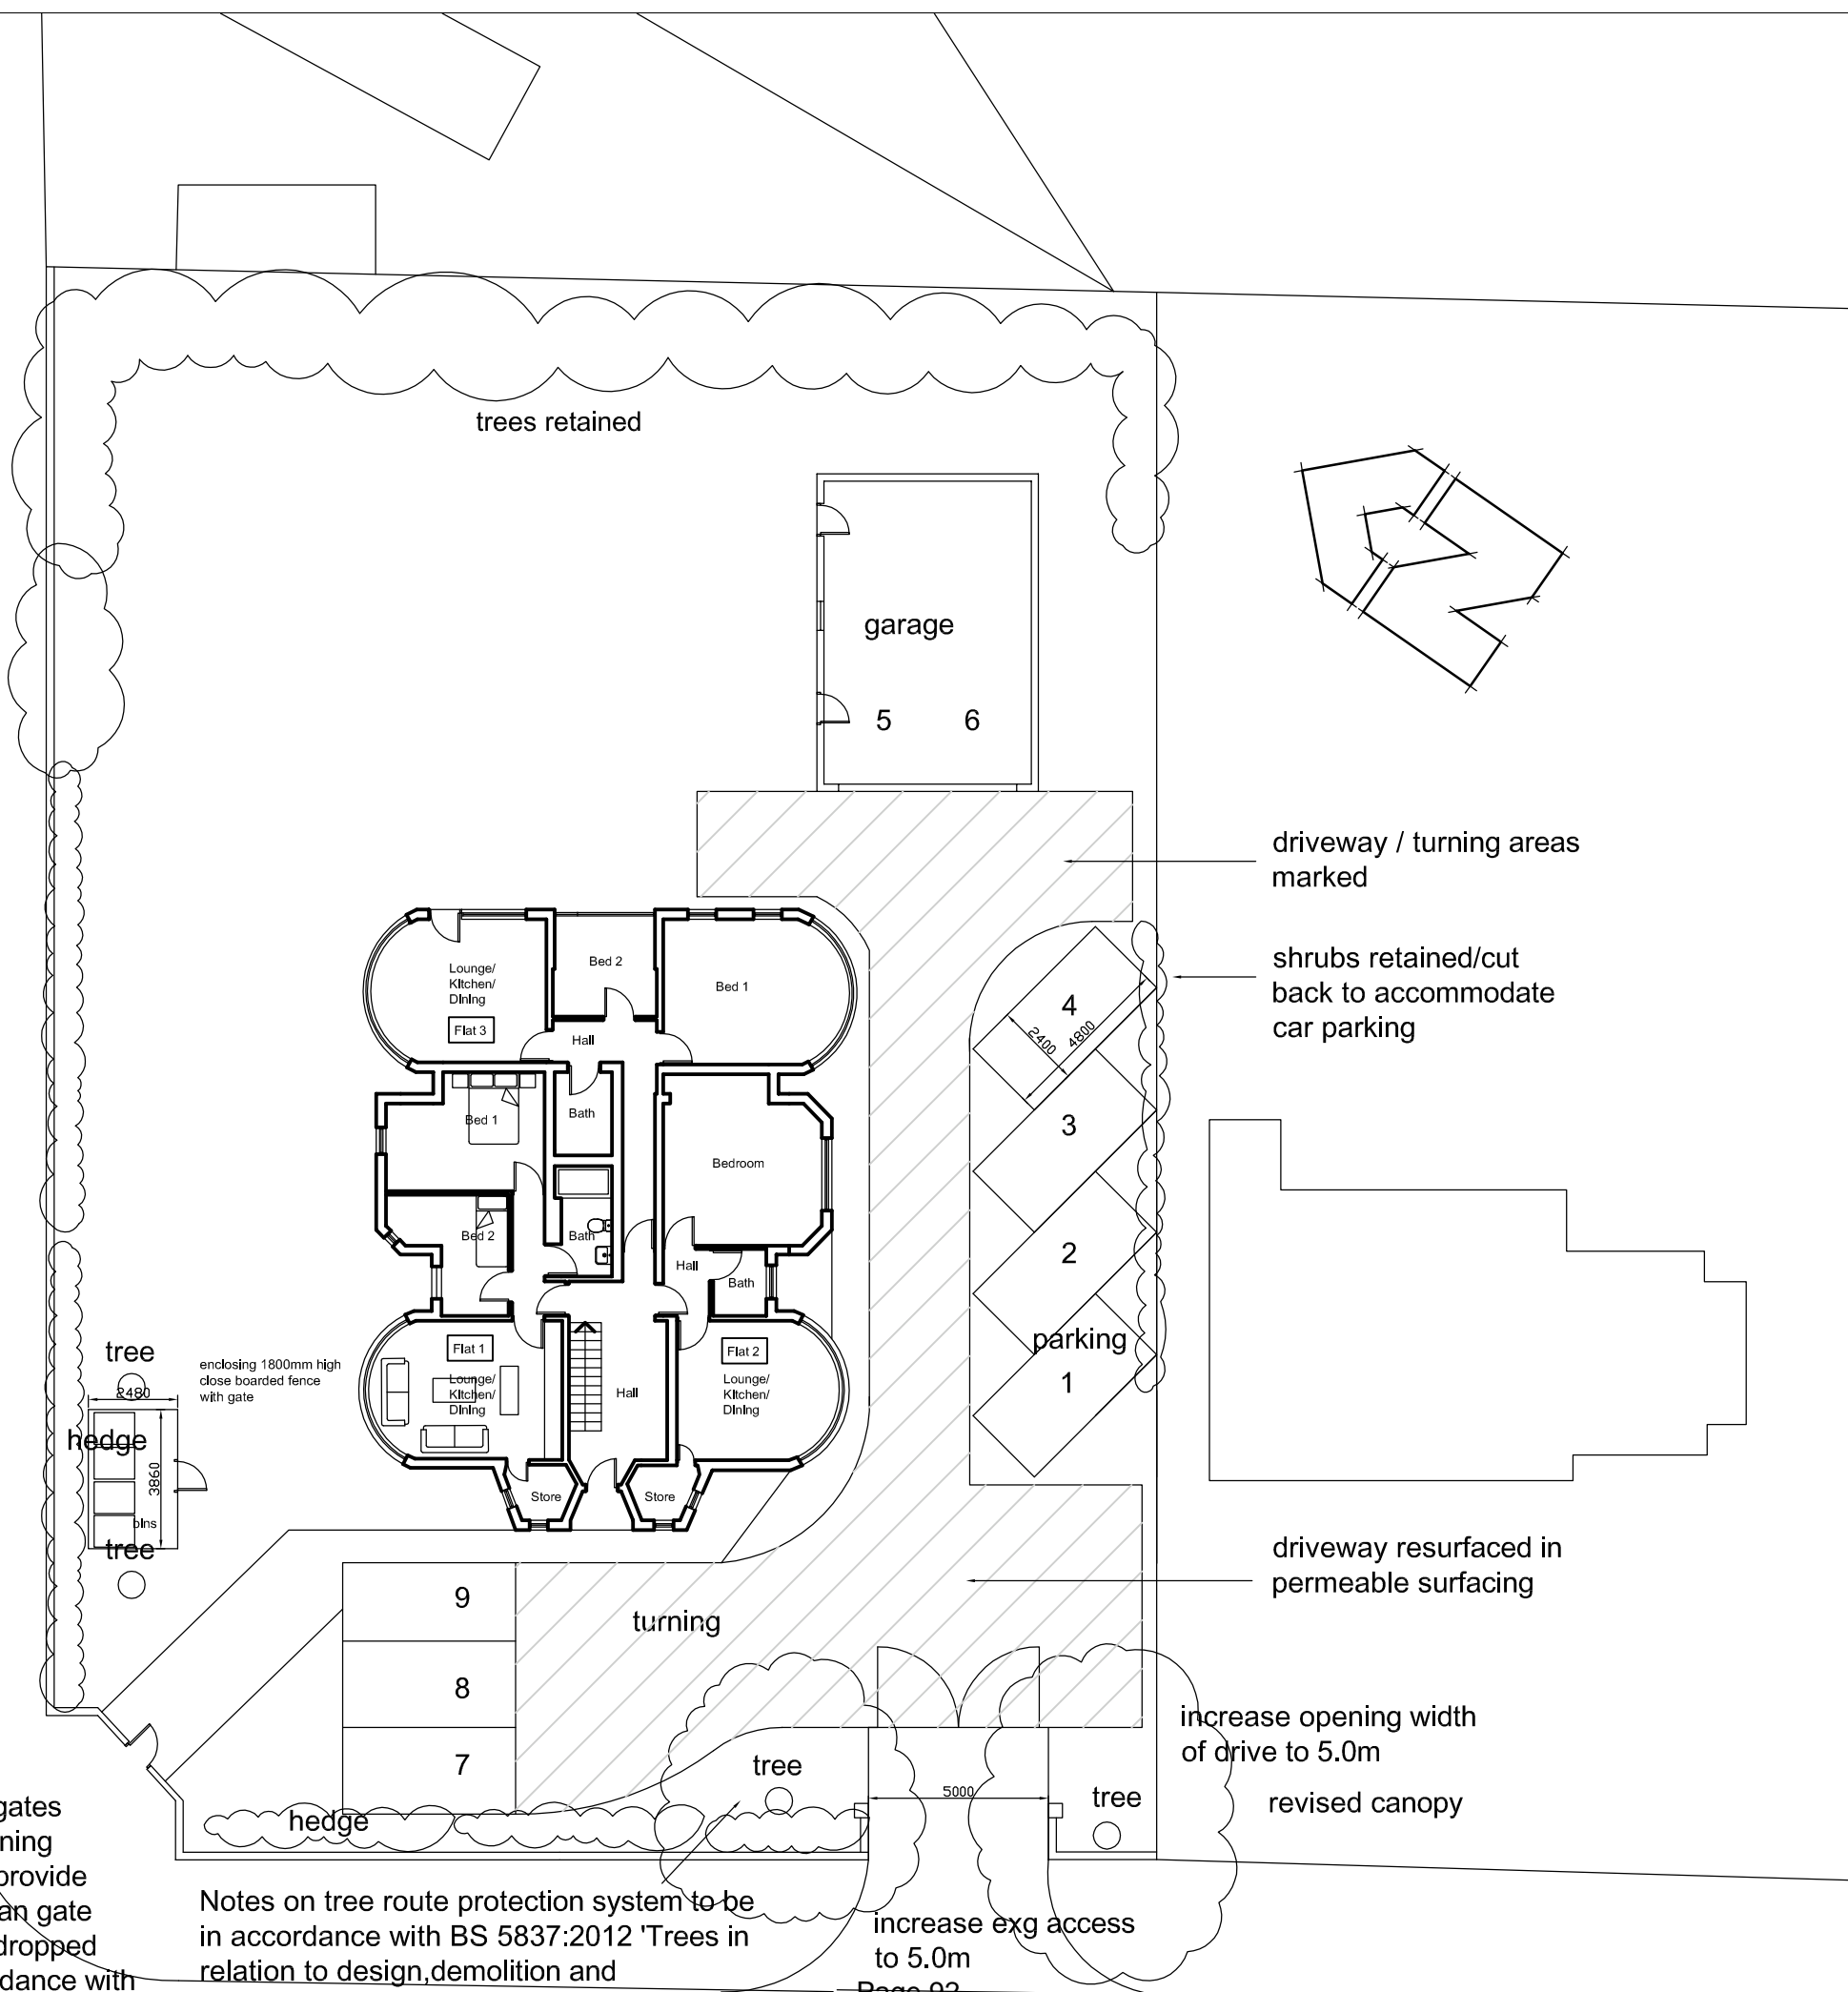 trees retained
garage
5 6
driveway / turning areas
marked
shrubs retained/cut
back to accommodate
car parking
4
2400
4800
3
2
parking
1
Lounge/
Kitchen/
Dining
Flat 3
Bed 2
Bed 1
Hall
Bed 1
Bath
Bedroom
Bed 2
Bath
Hall
Bath
Flat 1
Lounge/
Kitchen/
Dining
Hall
Flat 2
Lounge/
Kitchen/
Dining
Store
Store
tree
2480
enclosing 1800mm high
close boarded fence
with gate
hedge
3860
bins
tree
9
8
7
turning
driveway resurfaced in
permeable surfacing
increase opening width
of drive to 5.0m
revised canopy
tree
5000
tree
hedge
gates
ning
provide
an gate
dropped
dance with
Notes on tree route protection system to be
in accordance with BS 5837:2012 'Trees in
relation to design,demolition and
increase exg access
to 5.0m
Page 92